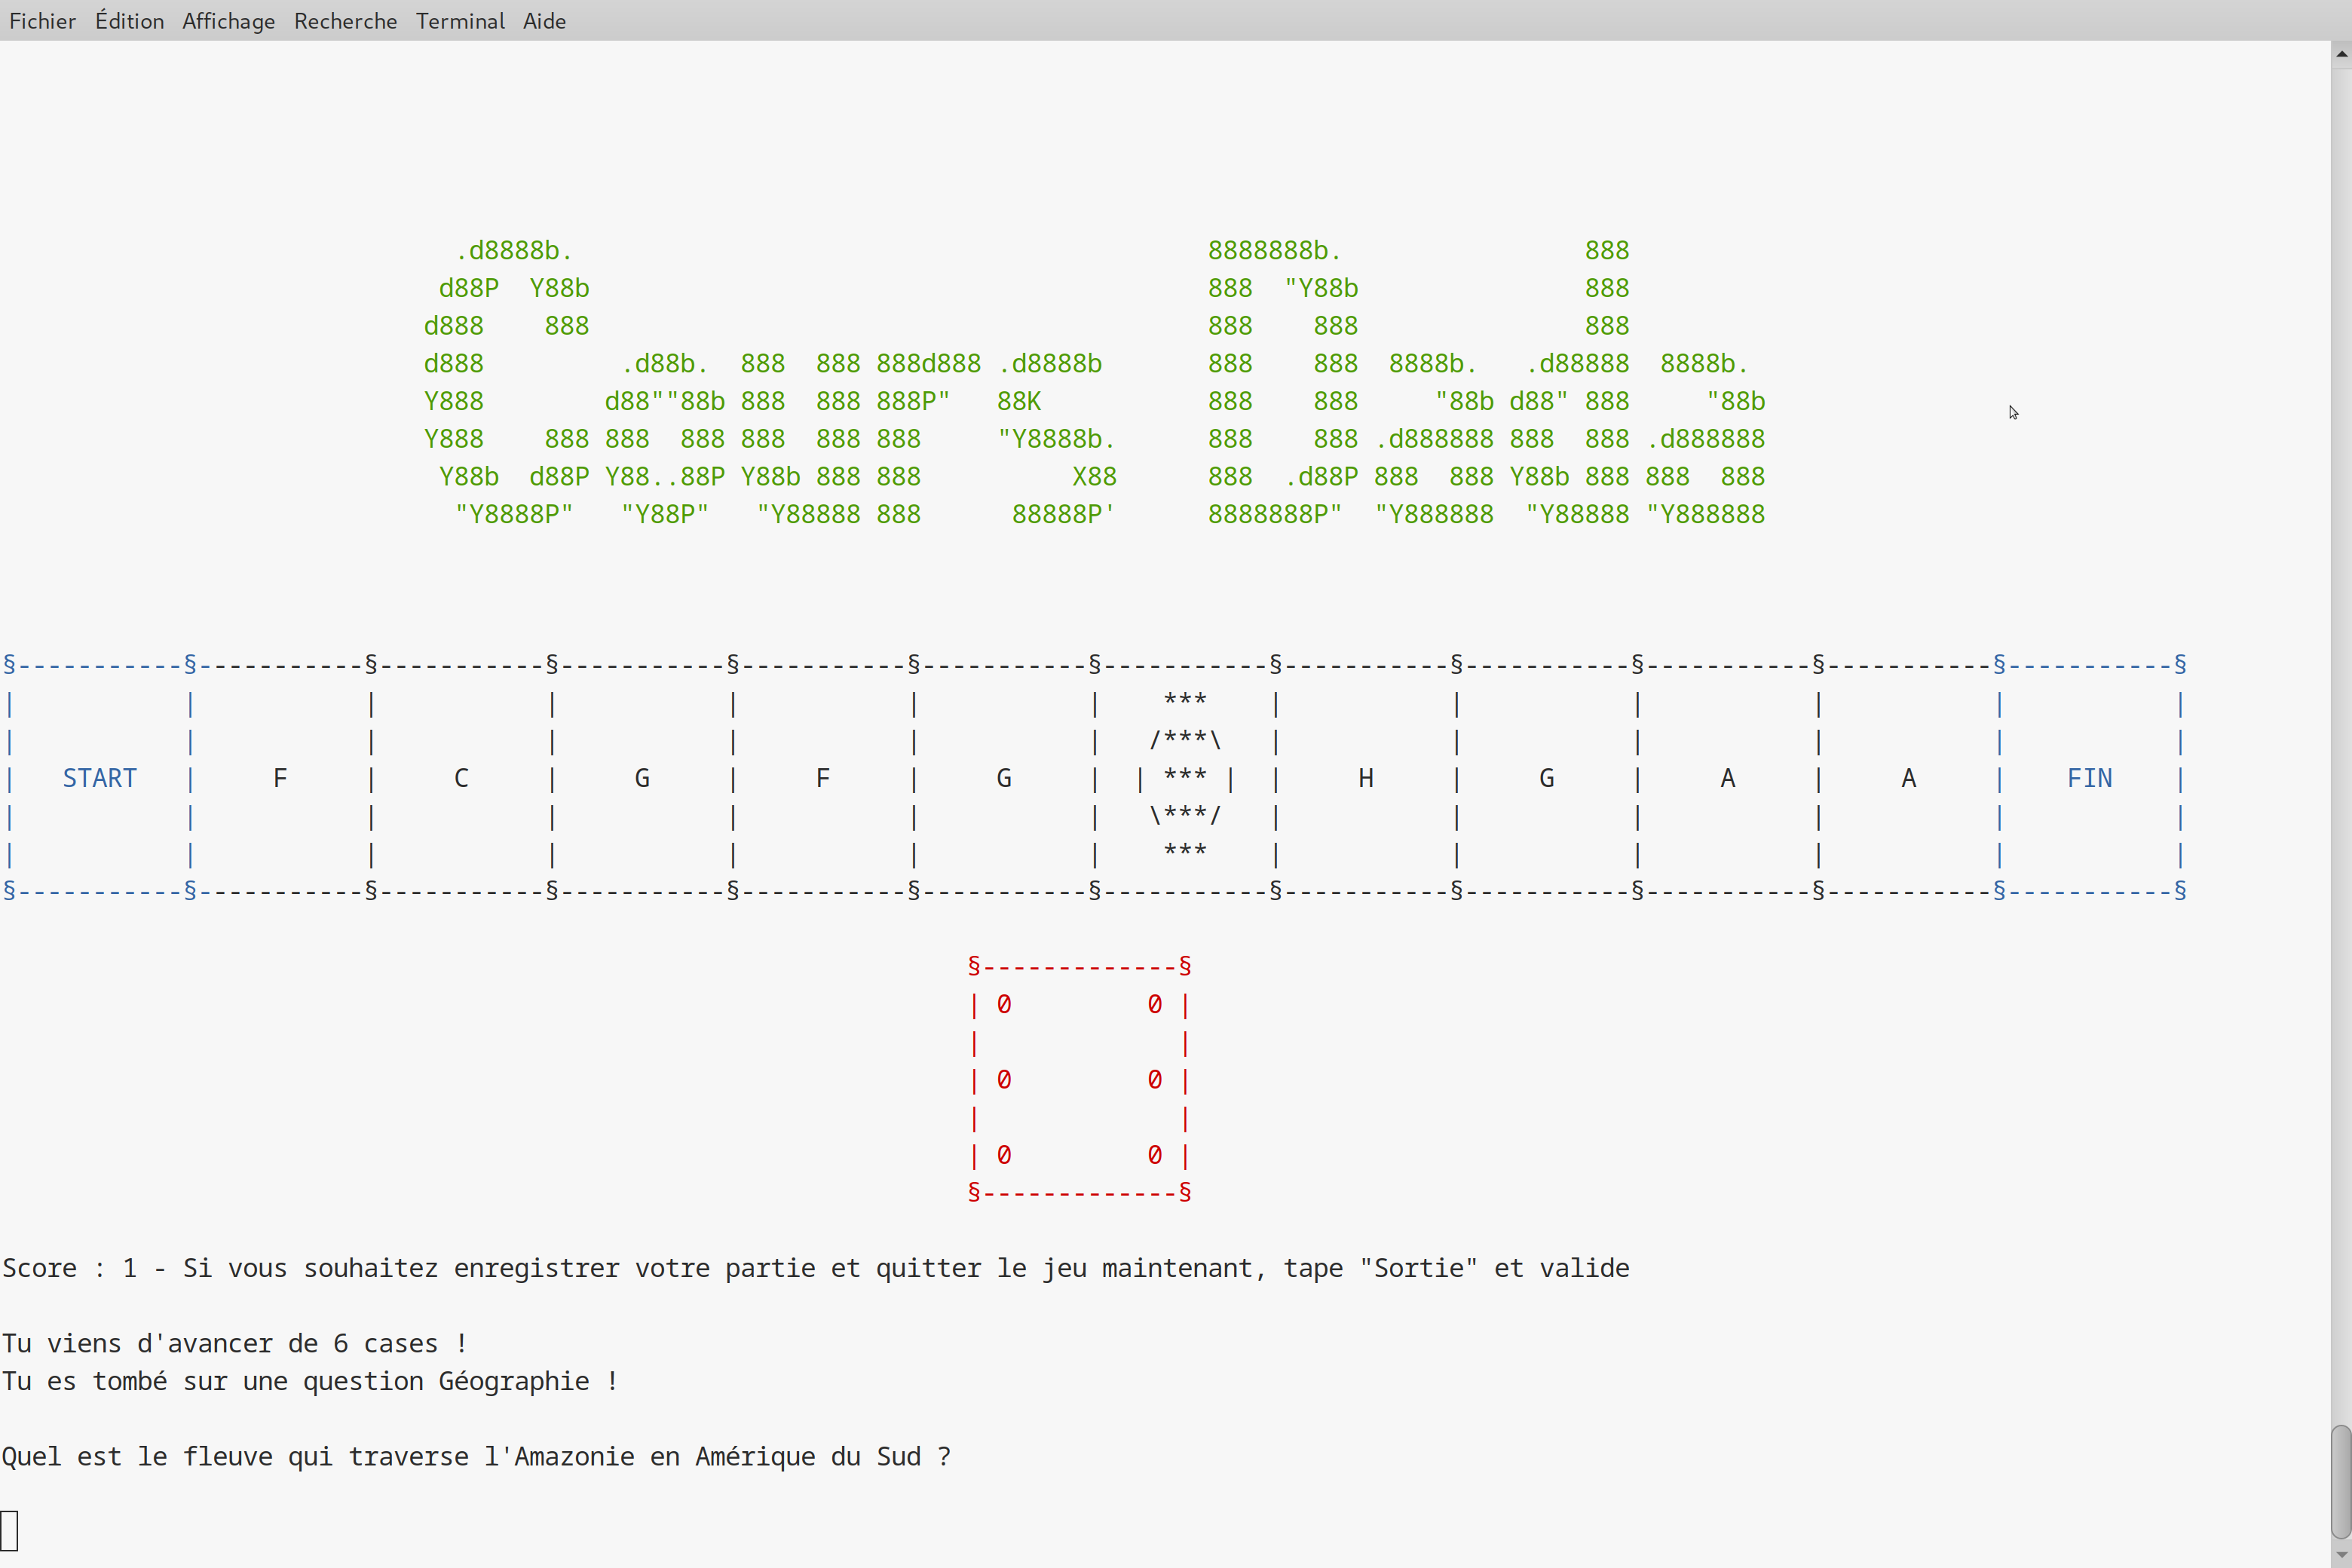 Fichier Édition Affichage Recherche Terminal Aide
  .d8888b.                                          8888888b.                888
 d88P  Y88b                                         888  "Y88b               888
d888    888                                         888    888               888
d888         .d88b.  888  888 888d888 .d8888b       888    888  8888b.   .d88888  8888b.
Y888        d88""88b 888  888 888P"   88K           888    888     "88b d88" 888     "88b
Y888    888 888  888 888  888 888     "Y8888b.      888    888 .d888888 888  888 .d888888
 Y88b  d88P Y88..88P Y88b 888 888          X88      888  .d88P 888  888 Y88b 888 888  888
  "Y8888P"   "Y88P"   "Y88888 888      88888P'      8888888P"  "Y888888  "Y88888 "Y888888
§-----------§-----------§-----------§-----------§-----------§-----------§-----------§-----------§-----------§-----------§-----------§-----------§
|           |           |           |           |           |           |    ***    |           |           |           |           |           |
|           |           |           |           |           |           |   /***\   |           |           |           |           |           |
|   START   |     F     |     C     |     G     |     F     |     G     |  | *** |  |     H     |     G     |     A     |     A     |    FIN    |
|           |           |           |           |           |           |   \***/   |           |           |           |           |           |
|           |           |           |           |           |           |    ***    |           |           |           |           |           |
§-----------§-----------§-----------§-----------§-----------§-----------§-----------§-----------§-----------§-----------§-----------§-----------§
§-------------§
| 0         0 |
|             |
| 0         0 |
|             |
| 0         0 |
§-------------§
Score : 1 - Si vous souhaitez enregistrer votre partie et quitter le jeu maintenant, tape "Sortie" et valide
Tu viens d'avancer de 6 cases !
Tu es tombé sur une question Géographie !
Quel est le fleuve qui traverse l'Amazonie en Amérique du Sud ?